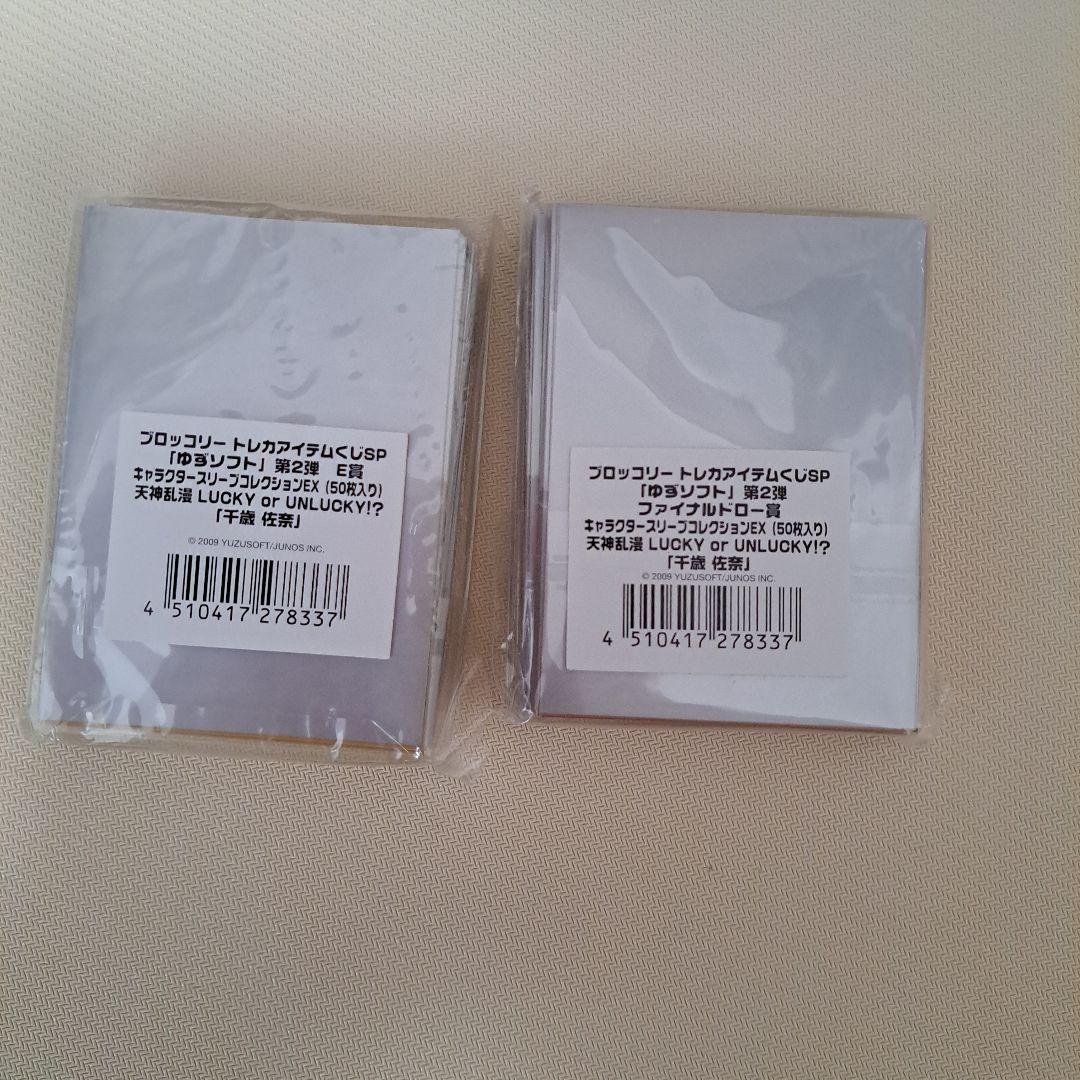 ブロッコリー トレカアイテムくじSP
「ゆずソフト」第2弾　E賞
キャラクタースリーブコレクションEX (50枚入り)
天神乱漫 LUCKY or UNLUCKY!?
「千歳 佐奈」
© 2009 YUZUSOFT/JUNOS INC.
4 510417 278337
ブロッコリー トレカアイテムくじSP
「ゆずソフト」第2弾
ファイナルドロー賞
キャラクタースリーブコレクションEX (50枚入り)
天神乱漫 LUCKY or UNLUCKY!?
「千歳 佐奈」
© 2009 YUZUSOFT/JUNOS INC.
4 510417 278337